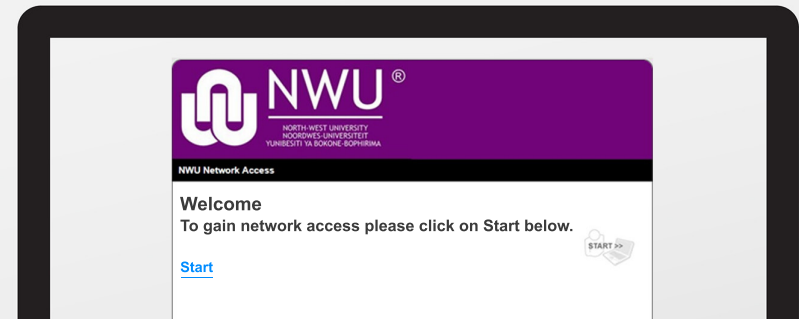 NWU ®
NORTH-WEST UNIVERSITY
NOORDWES-UNIVERSITEIT
YUNIBESITI YA BOKONE-BOPHIRIMA
NWU Network Access
Welcome
To gain network access please click on Start below.
START >>
Start